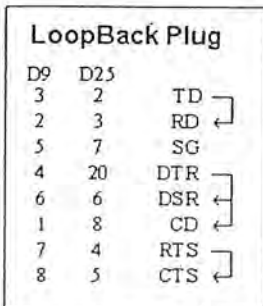 LoopBack Plug
D9 D25
3 2 TD
2 3 RD
5 7 SG
4 20 DTR
6 6 DSR
1 8 CD
7 4 RTS
8 5 CTS